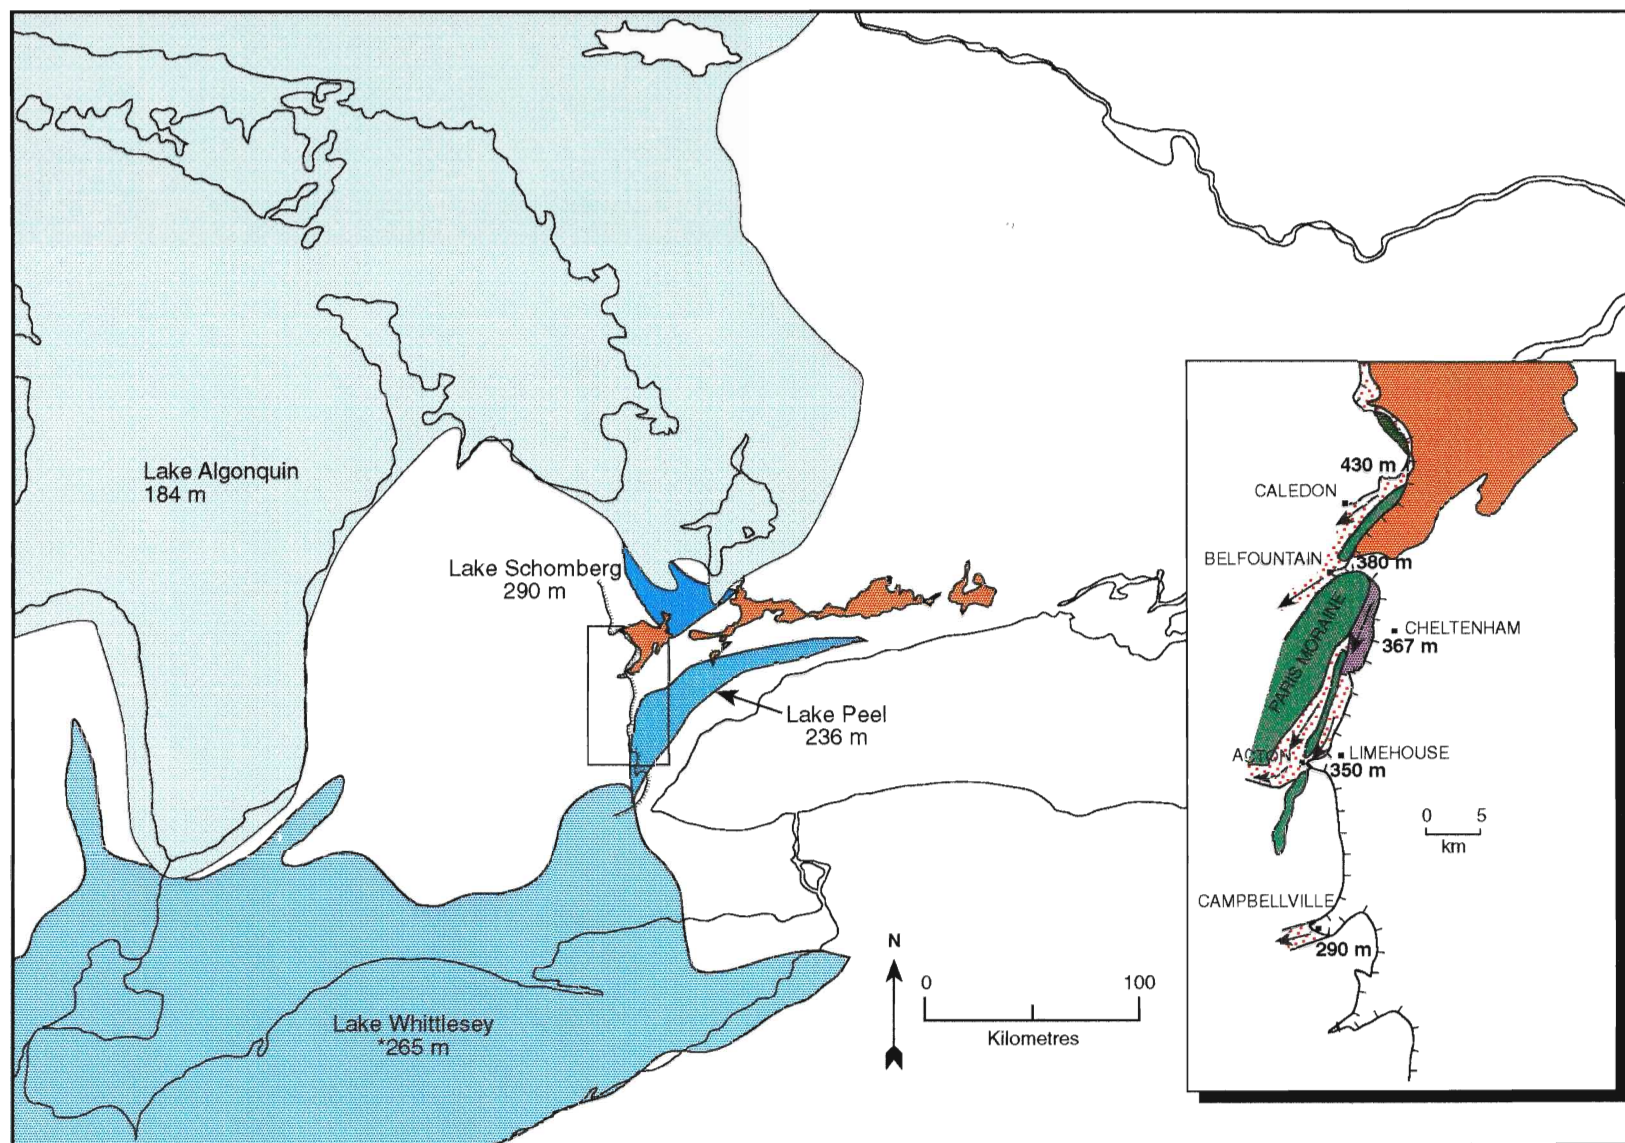 Lake Algonquin
184 m
Lake Schomberg
290 m
Lake Peel
236 m
Lake Whittlesey
*265 m
N
0 100
Kilometres
430 m
CALEDON
BELFOUNTAIN
380 m
CHELTENHAM
367 m
PARIS MORAINE
ACTON
LIMEHOUSE
350 m
0 5
km
CAMPBELLVILLE
290 m